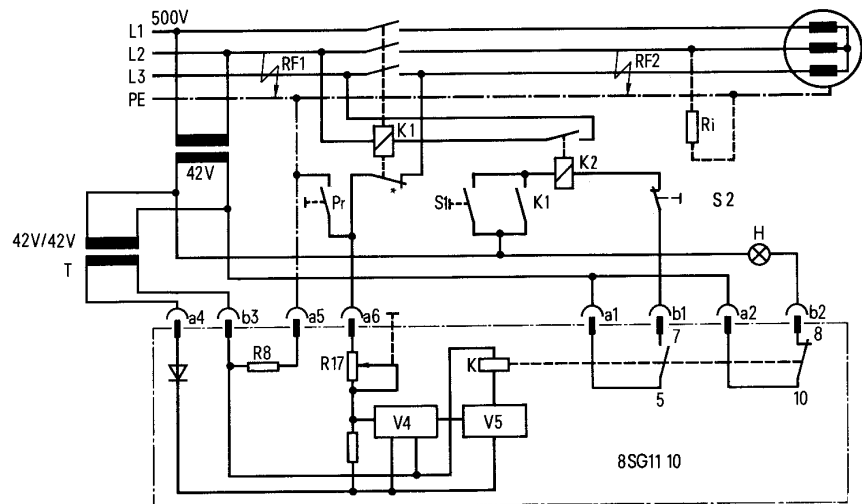 500V
L1
L2
L3
PE
RF1
RF2
K1
Ri
42V
K2
Pr
*
S1
K1
S2
42V/42V
T
H
a4
b3
a5
a6
a1
b1
a2
b2
7
8
R8
R17
K
V4
V5
5
10
8SG11 10